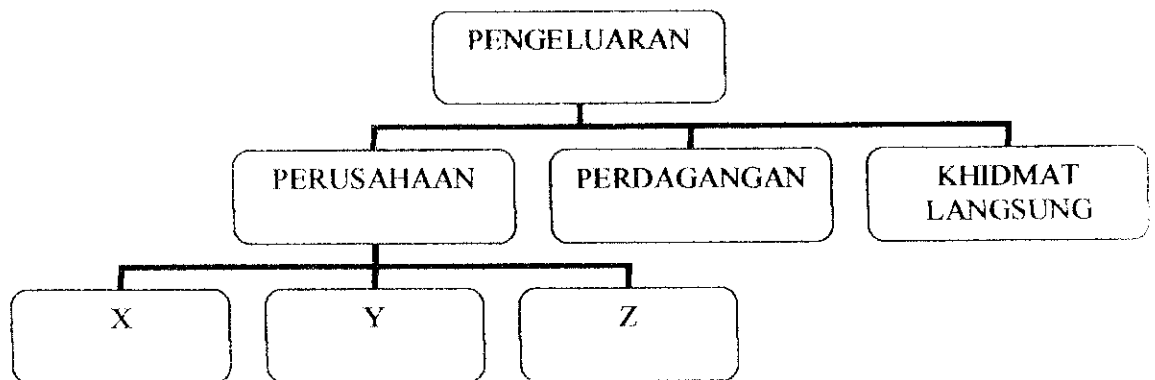 PENGELUARAN
PERUSAHAAN
PERDAGANGAN
KHIDMAT
LANGSUNG
X
Y
Z